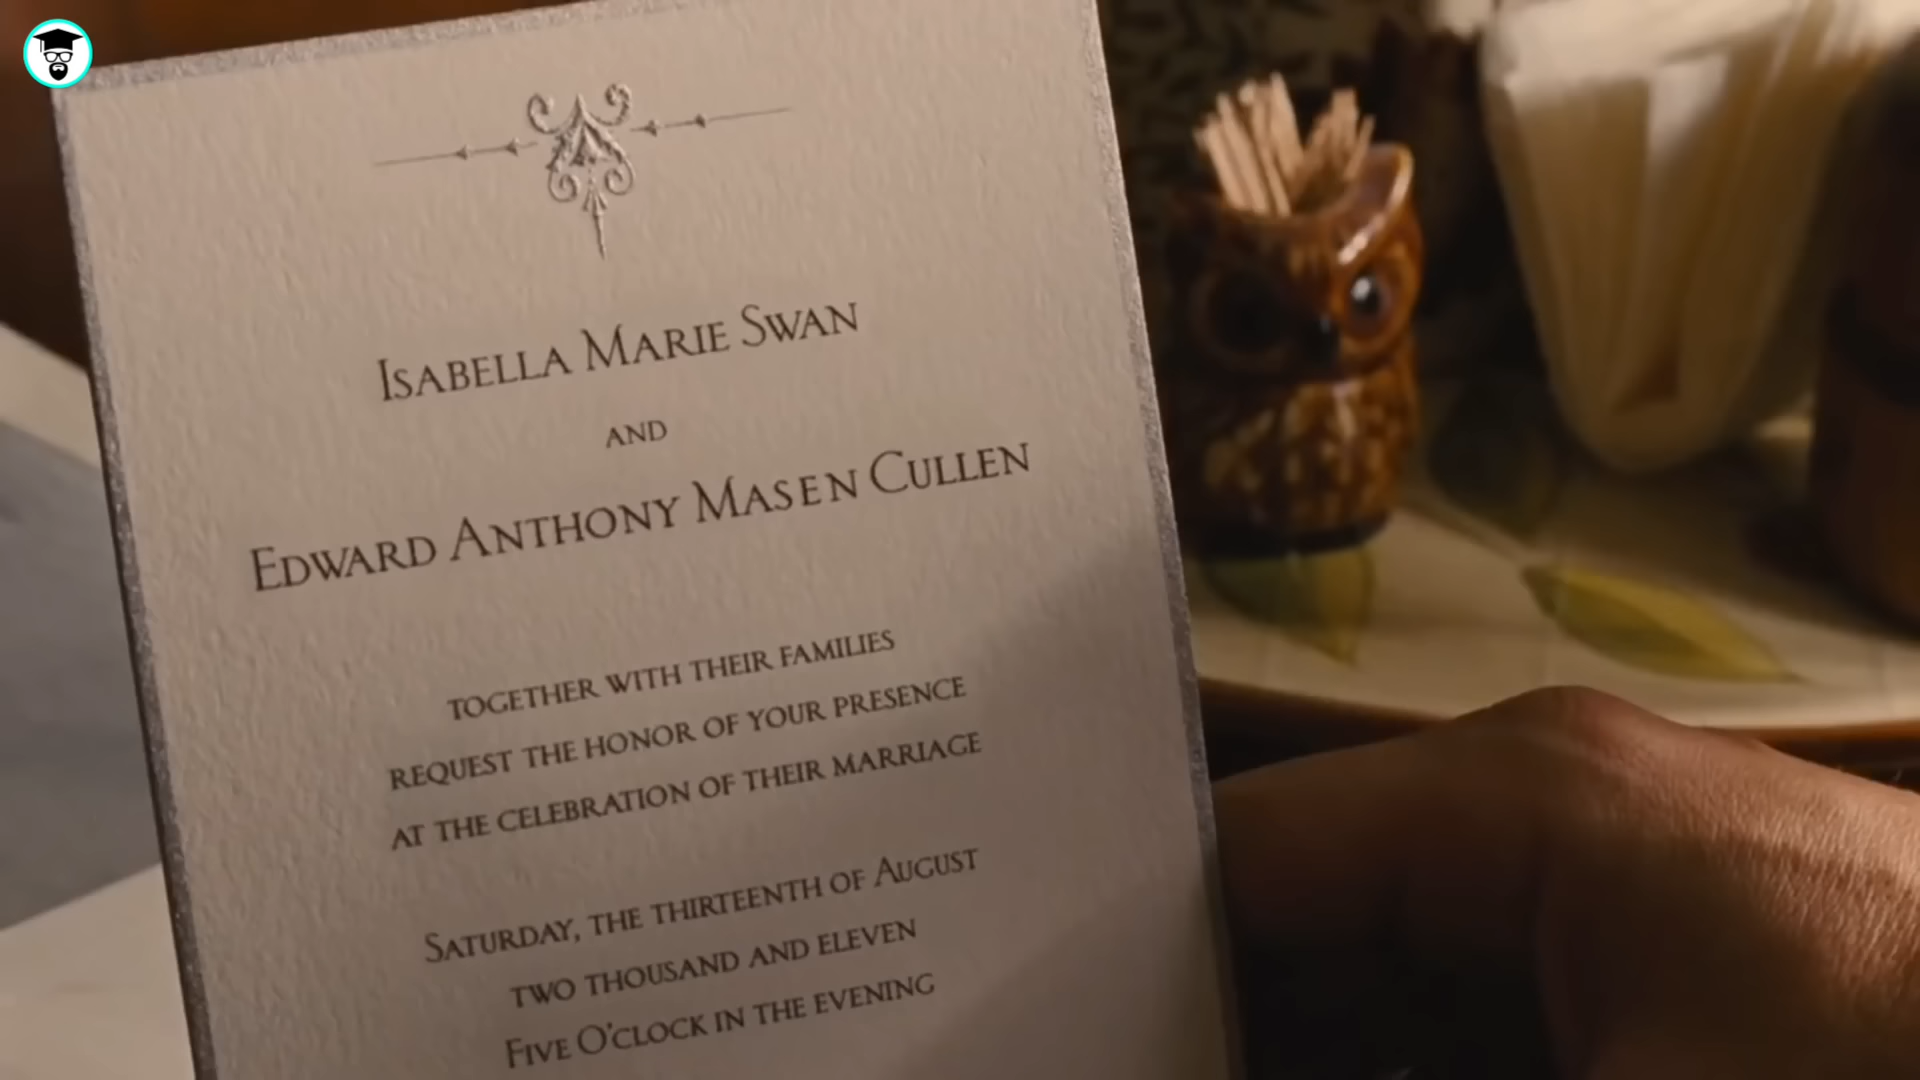 Isabella Marie Swan
and
Edward Anthony Masen Cullen
together with their families
request the honor of your presence
at the celebration of their marriage
Saturday, the thirteenth of August
two thousand and eleven
Five O'clock in the evening